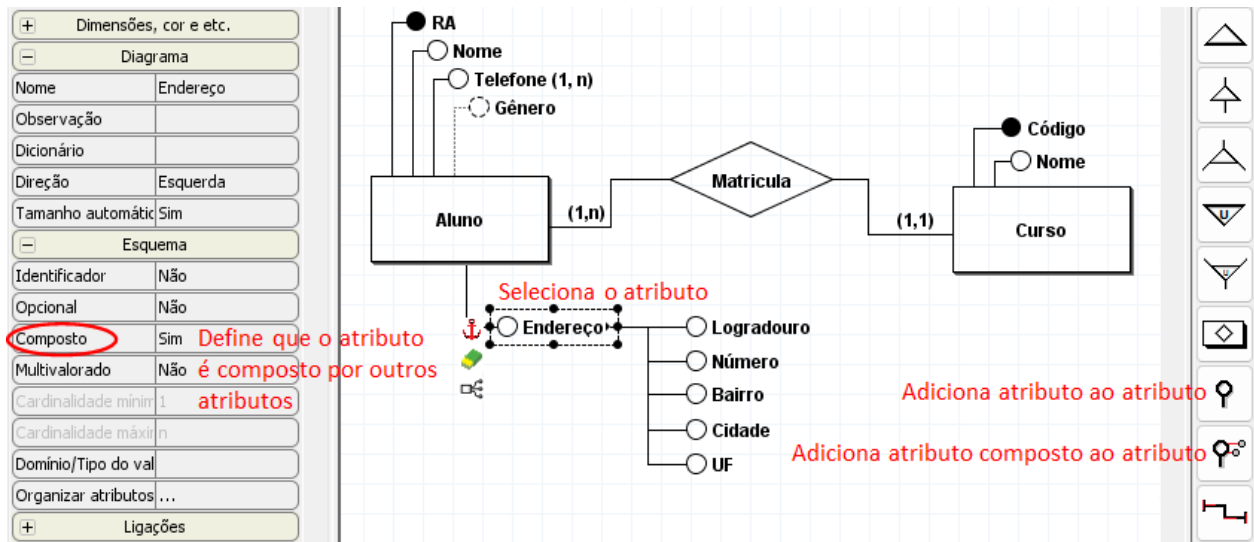 Dimensões, cor e etc.
Diagrama
Nome Endereço
Observação
Dicionário
Direção Esquerda
Tamanho automátic Sim
Esquema
Identificador Não
Opcional Não
Composto Sim
Multivalorado Não
Cardinalidade mínim 1
Cardinalidade máxin n
Domínio/Tipo do val
Organizar atributos ...
Ligações
Define que o atributo
é composto por outros
atributos
RA
Nome
Telefone (1, n)
Gênero
Aluno
(1,n)
Matricula
(1,1)
Código
Nome
Curso
Seleciona o atributo
Endereço
Logradouro
Número
Bairro
Cidade
UF
Adiciona atributo ao atributo
Adiciona atributo composto ao atributo
U
U